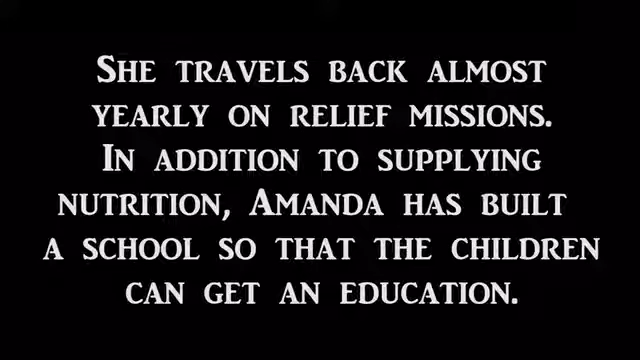 She travels back almost
yearly on relief missions.
In addition to supplying
nutrition, Amanda has built
a school so that the children
can get an education.